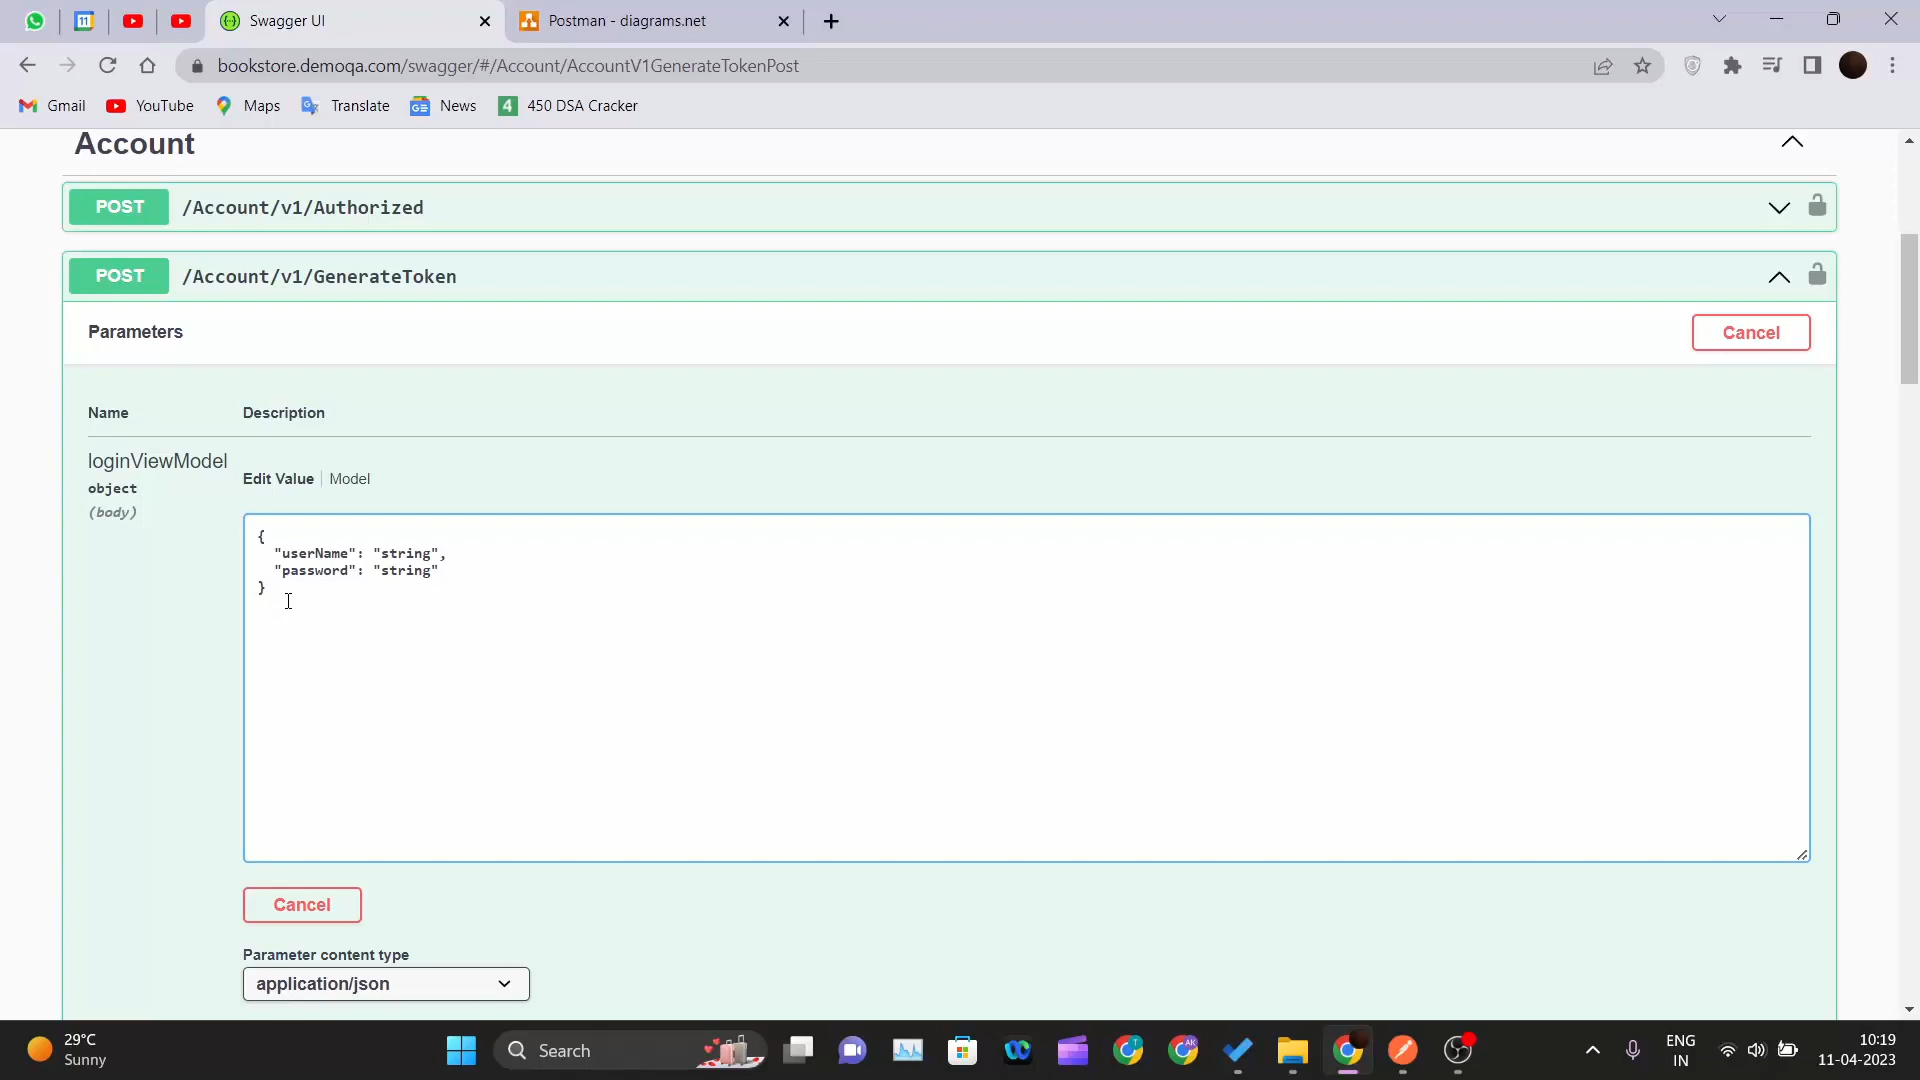 11
Swagger UI
Postman - diagrams.net
bookstore.demoqa.com/swagger/#/Account/AccountV1GenerateTokenPost
Gmail YouTube Maps Translate News 4 450 DSA Cracker
Account
POST /Account/v1/Authorized
POST /Account/v1/GenerateToken
Parameters Cancel
Name Description
loginViewModel
object
(body)
Edit Value Model
{
"userName": "string",
"password": "string"
}
Cancel
Parameter content type
application/json
29°C
Sunny
Search
T
AK
ENG
IN
10:19
11-04-2023